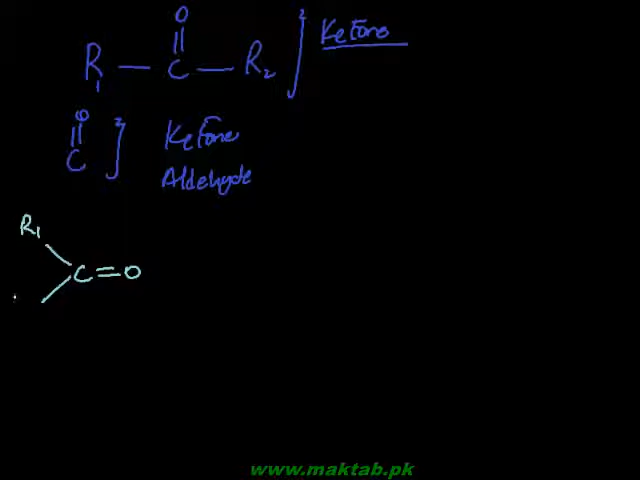 O
R1 — C — R2 Ketone
O
C
Ketone
Aldehyde
R1
C=O
www.maktab.pk